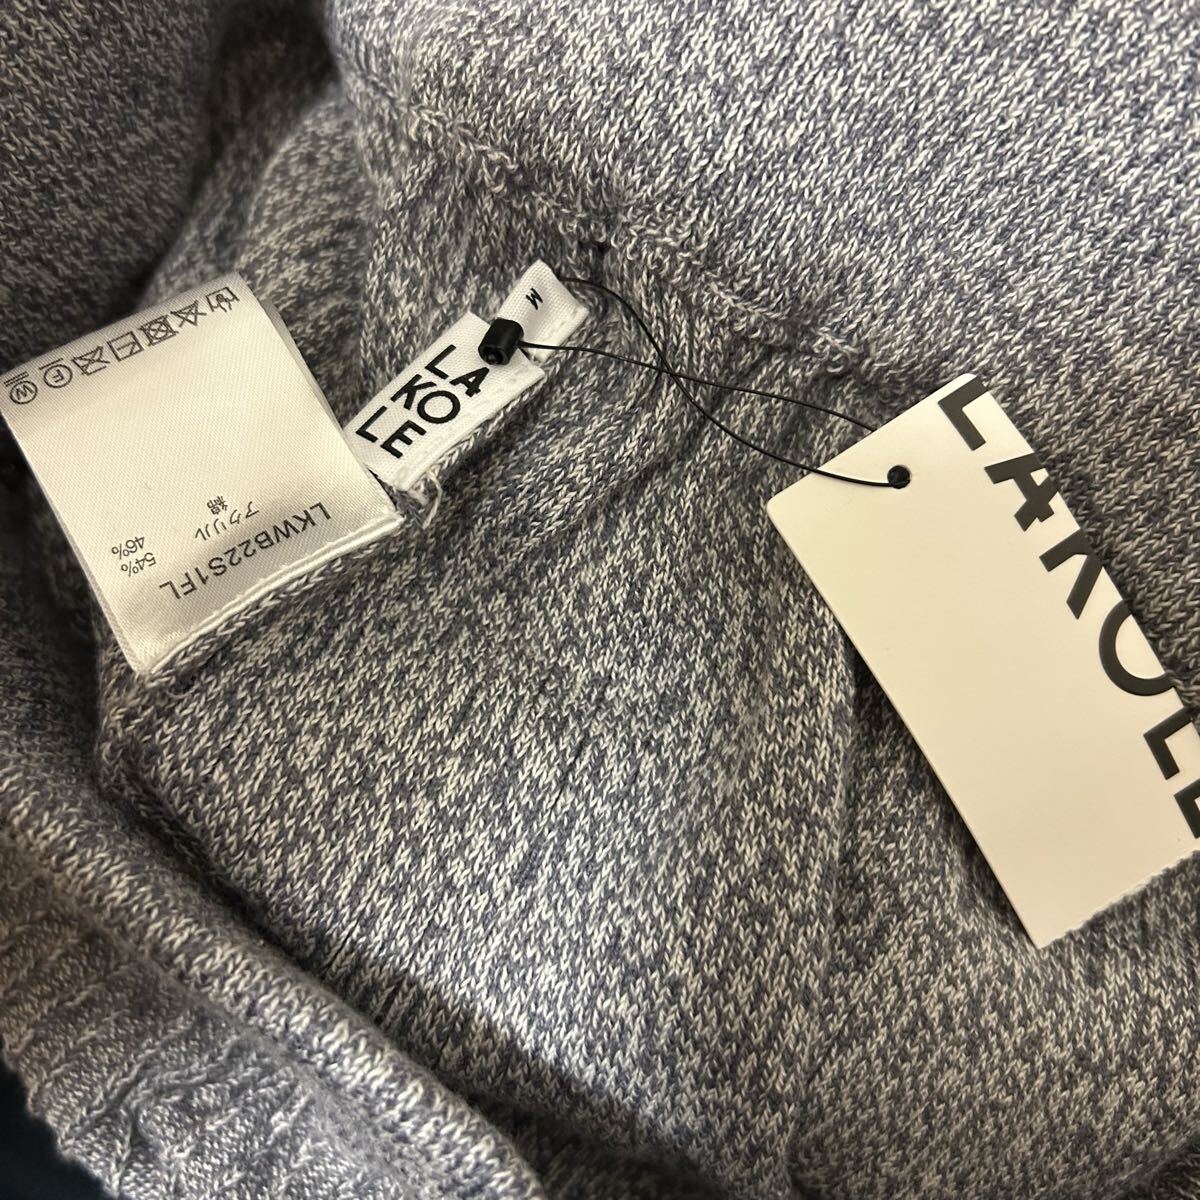 LKWB22S1FL
アクリル 54%
綿 46%
F
W
LA
KO
LE
M
LAKOLE